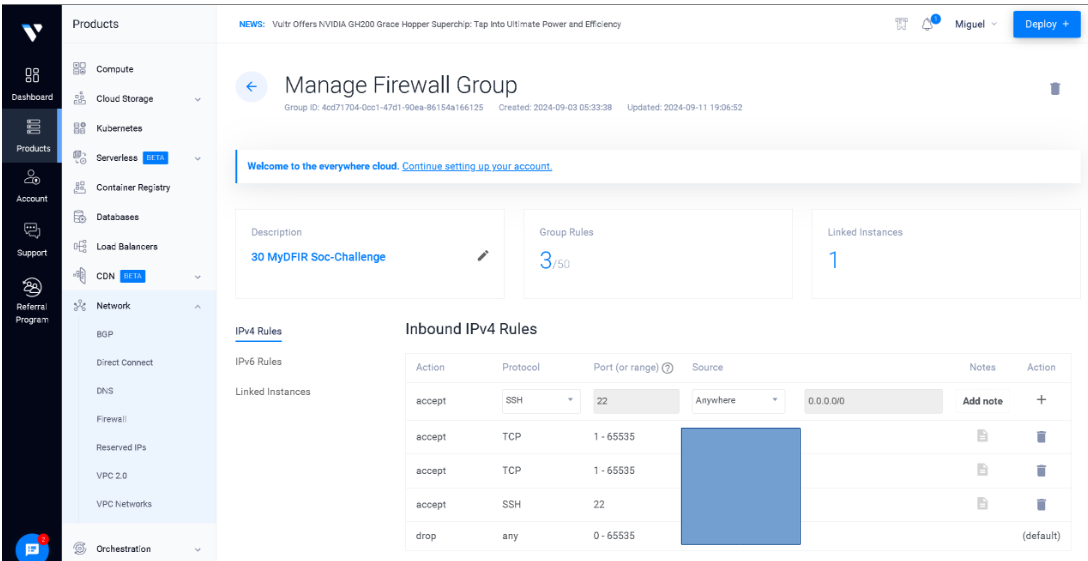 Products
NEWS: Vultr Offers NVIDIA GH200 Grace Hopper Superchip: Tap Into Ultimate Power and Efficiency
1
Miguel
Deploy +
Dashboard
Products
Account
Support
Referral
Program
2
Compute
Cloud Storage
Kubernetes
Serverless BETA
Container Registry
Databases
Load Balancers
CDN BETA
Network
BGP
Direct Connect
DNS
Firewall
Reserved IPs
VPC 2.0
VPC Networks
Orchestration
Manage Firewall Group
Group ID: 4cd71704-0cc1-47d1-90ea-86154a166125 Created: 2024-09-03 05:33:38 Updated: 2024-09-11 19:06:52
Welcome to the everywhere cloud. Continue setting up your account.
Description
30 MyDFIR Soc-Challenge
Group Rules
3/50
Linked Instances
1
IPv4 Rules
IPv6 Rules
Linked Instances
Inbound IPv4 Rules
Action Protocol Port (or range) ? Source Notes Action
accept SSH 22 Anywhere 0.0.0.0/0 Add note +
accept TCP 1 - 65535
accept TCP 1 - 65535
accept SSH 22
drop any 0 - 65535 (default)